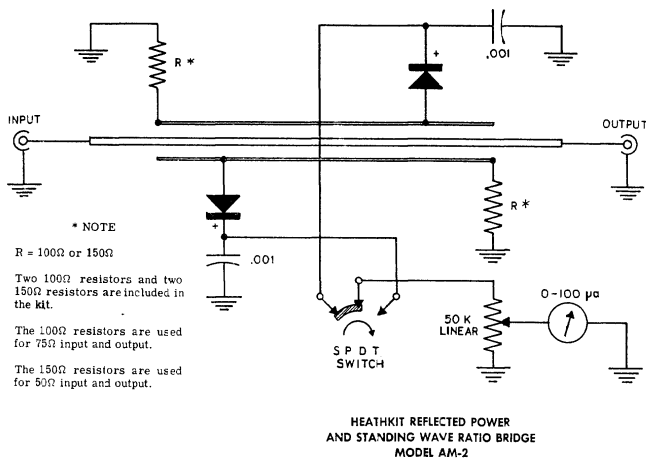 .001
R *
+
INPUT
OUTPUT
R *
+
.001
* NOTE
R = 100Ω or 150Ω
Two 100Ω resistors and two
150Ω resistors are included in
the kit.
The 100Ω resistors are used
for 75Ω input and output.
The 150Ω resistors are used
for 50Ω input and output.
0-100 μa
50 K
LINEAR
S P D T
SWITCH
HEATHKIT REFLECTED POWER
AND STANDING WAVE RATIO BRIDGE
MODEL AM-2